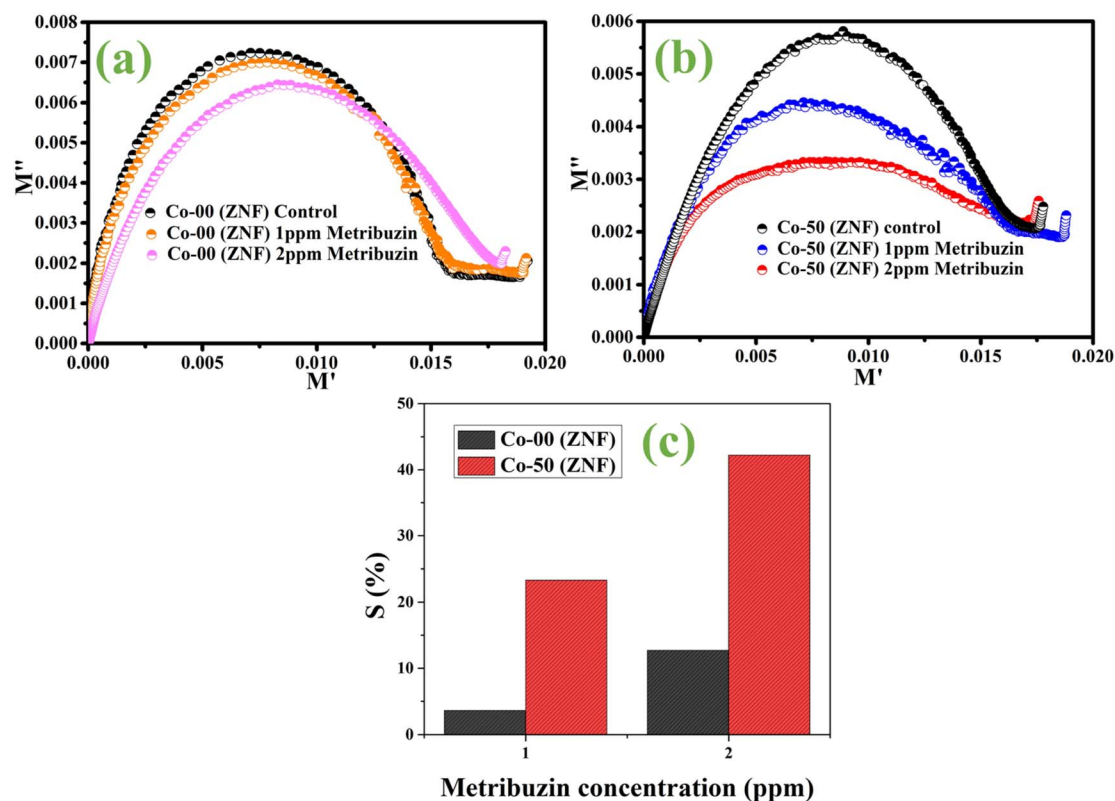 (a)
M''
0.008
0.007
0.006
0.005
0.004
0.003
0.002
0.001
0.000
Co-00 (ZNF) Control
Co-00 (ZNF) 1ppm Metribuzin
Co-00 (ZNF) 2ppm Metribuzin
0.000 0.005 0.010 0.015 0.020
M'
(b)
M''
0.006
0.005
0.004
0.003
0.002
0.001
0.000
Co-50 (ZNF) control
Co-50 (ZNF) 1ppm Metribuzin
Co-50 (ZNF) 2ppm Metribuzin
0.000 0.005 0.010 0.015 0.020
M'
(c)
S (%)
50
40
30
20
10
0
Co-00 (ZNF)
Co-50 (ZNF)
1 2
Metribuzin concentration (ppm)